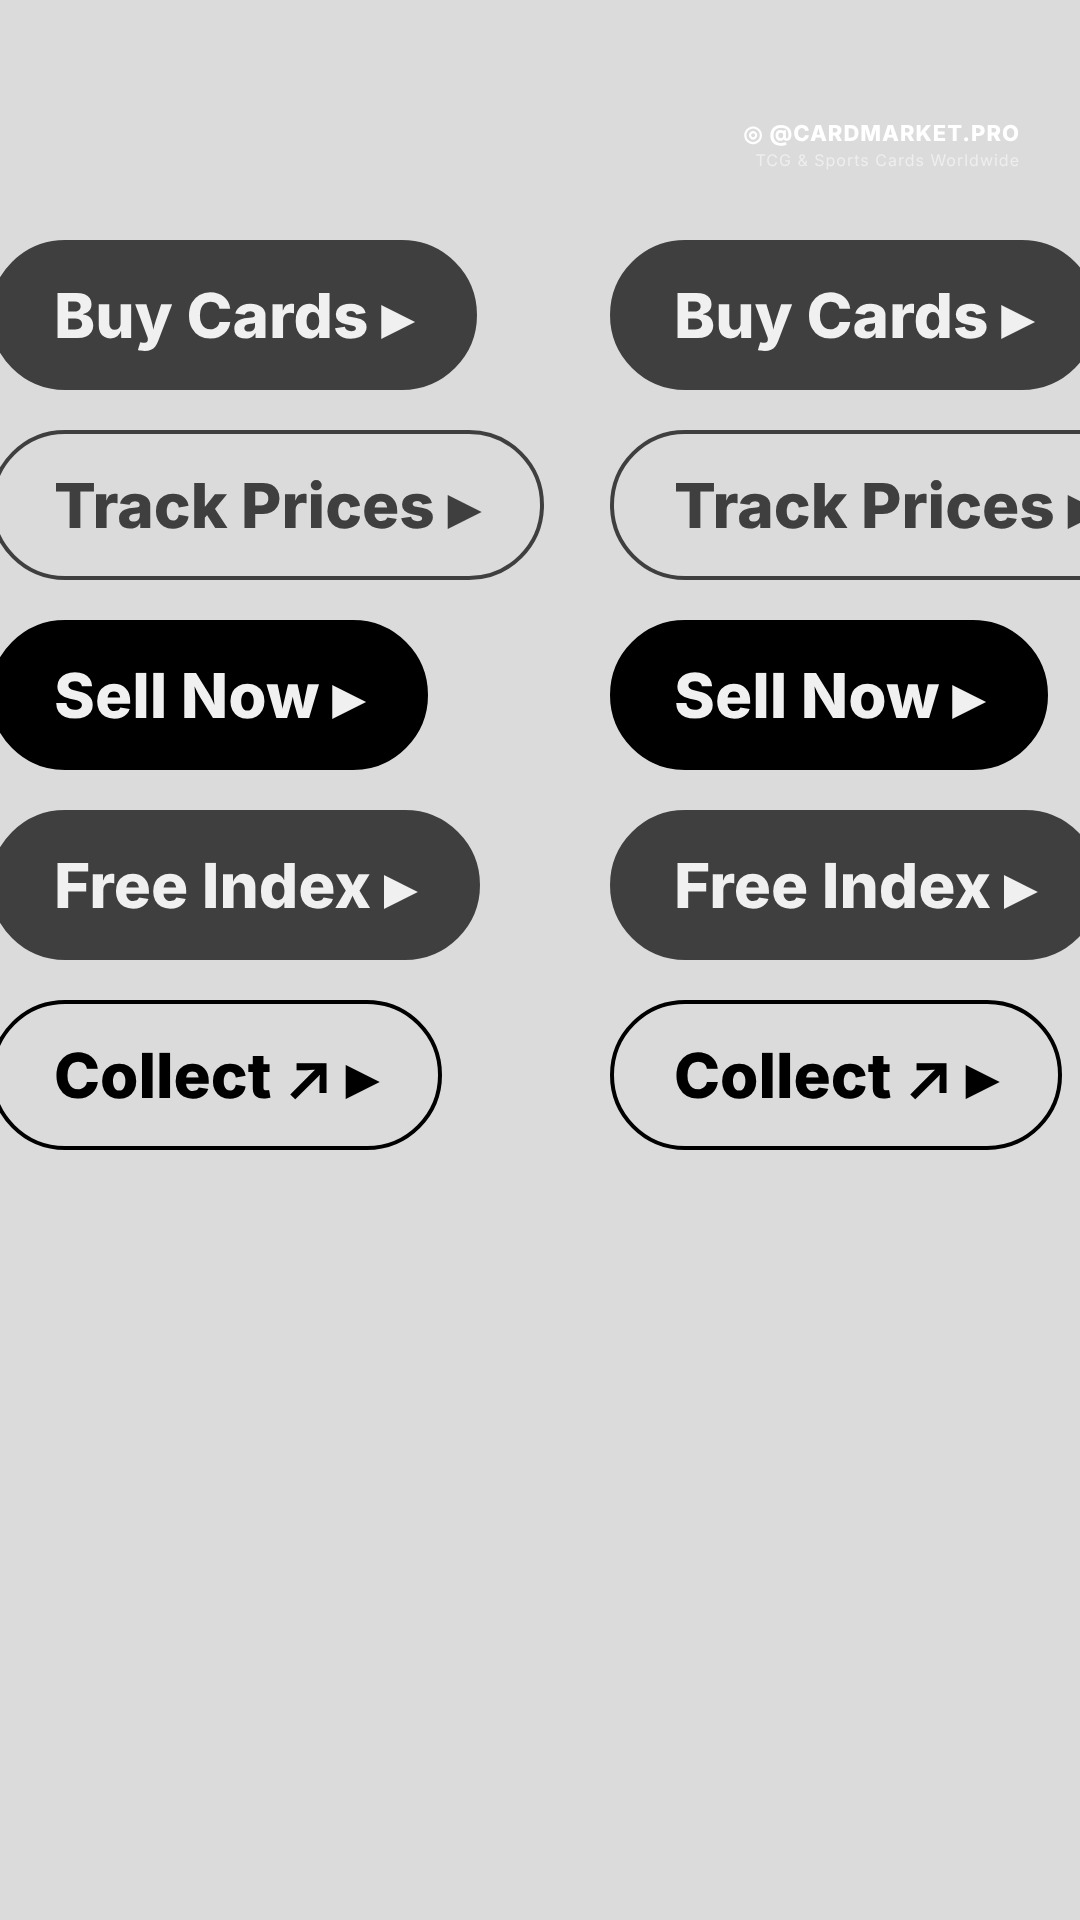 ◎ @CARDMARKET.PRO
TCG & Sports Cards Worldwide
Buy Cards ▶ Buy Cards ▶
Track Prices ▶ Track Prices ▶
Sell Now ▶ Sell Now ▶
Free Index ▶ Free Index ▶
Collect ↗ ▶ Collect ↗ ▶